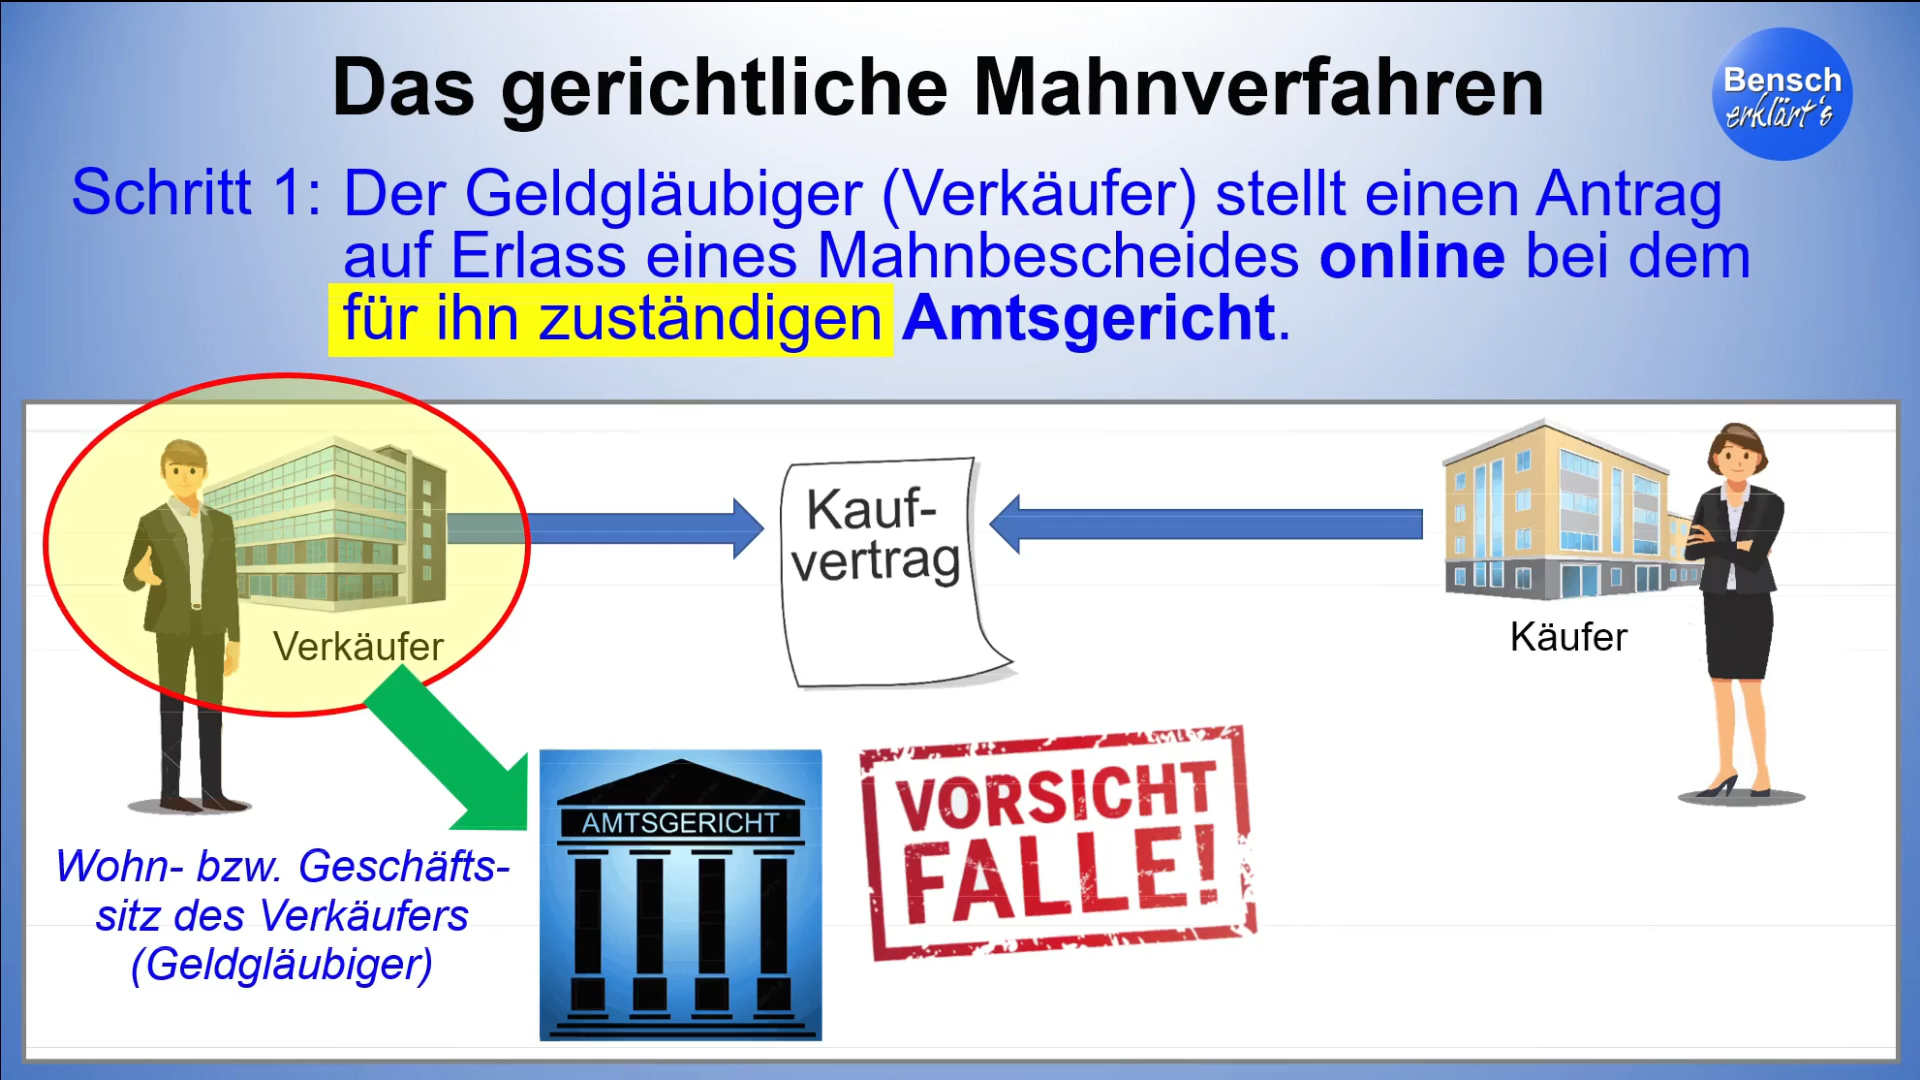 Das gerichtliche Mahnverfahren
Bensch
erklärt's
Schritt 1: Der Geldgläubiger (Verkäufer) stellt einen Antrag
auf Erlass eines Mahnbescheides online bei dem
für ihn zuständigen Amtsgericht.
Kauf-
vertrag
Verkäufer
Käufer
AMTSGERICHT
VORSICHT
FALLE!
Wohn- bzw. Geschäfts-
sitz des Verkäufers
(Geldgläubiger)